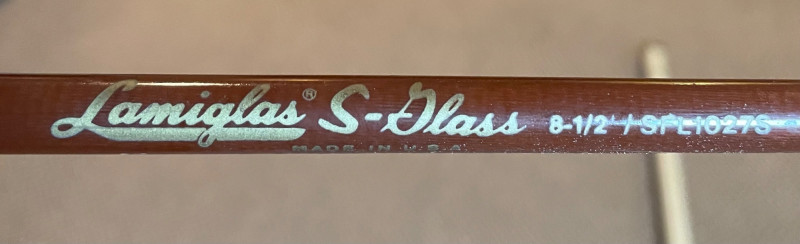 Lamiglas® S-Glass 8-1/2' / SFL1027S
MADE IN U.S.A.